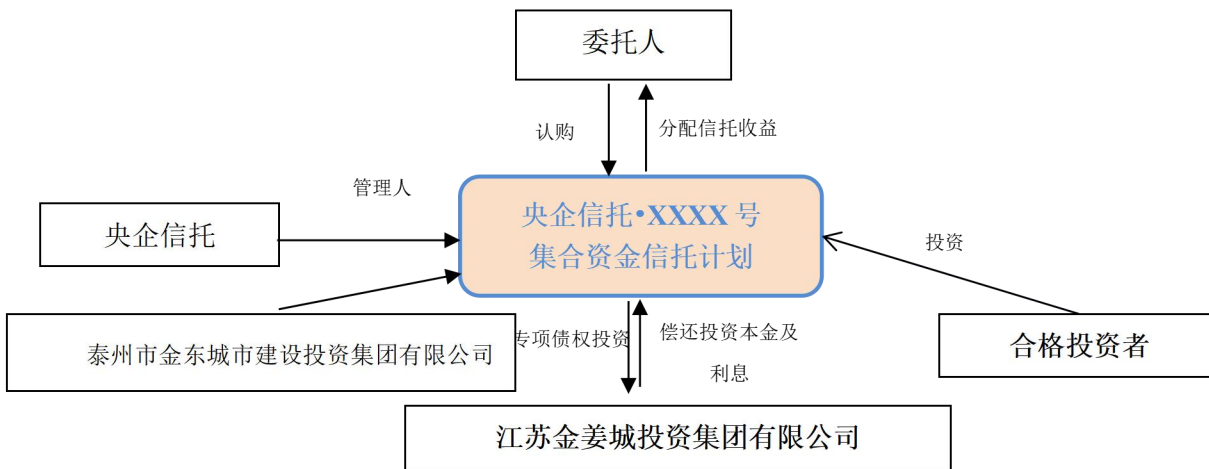 委托人
认购
分配信托收益
管理人
央企信托
央企信托•XXXX 号
集合资金信托计划
投资
泰州市金东城市建设投资集团有限公司
专项债权投资
偿还投资本金及
利息
合格投资者
江苏金姜城投资集团有限公司